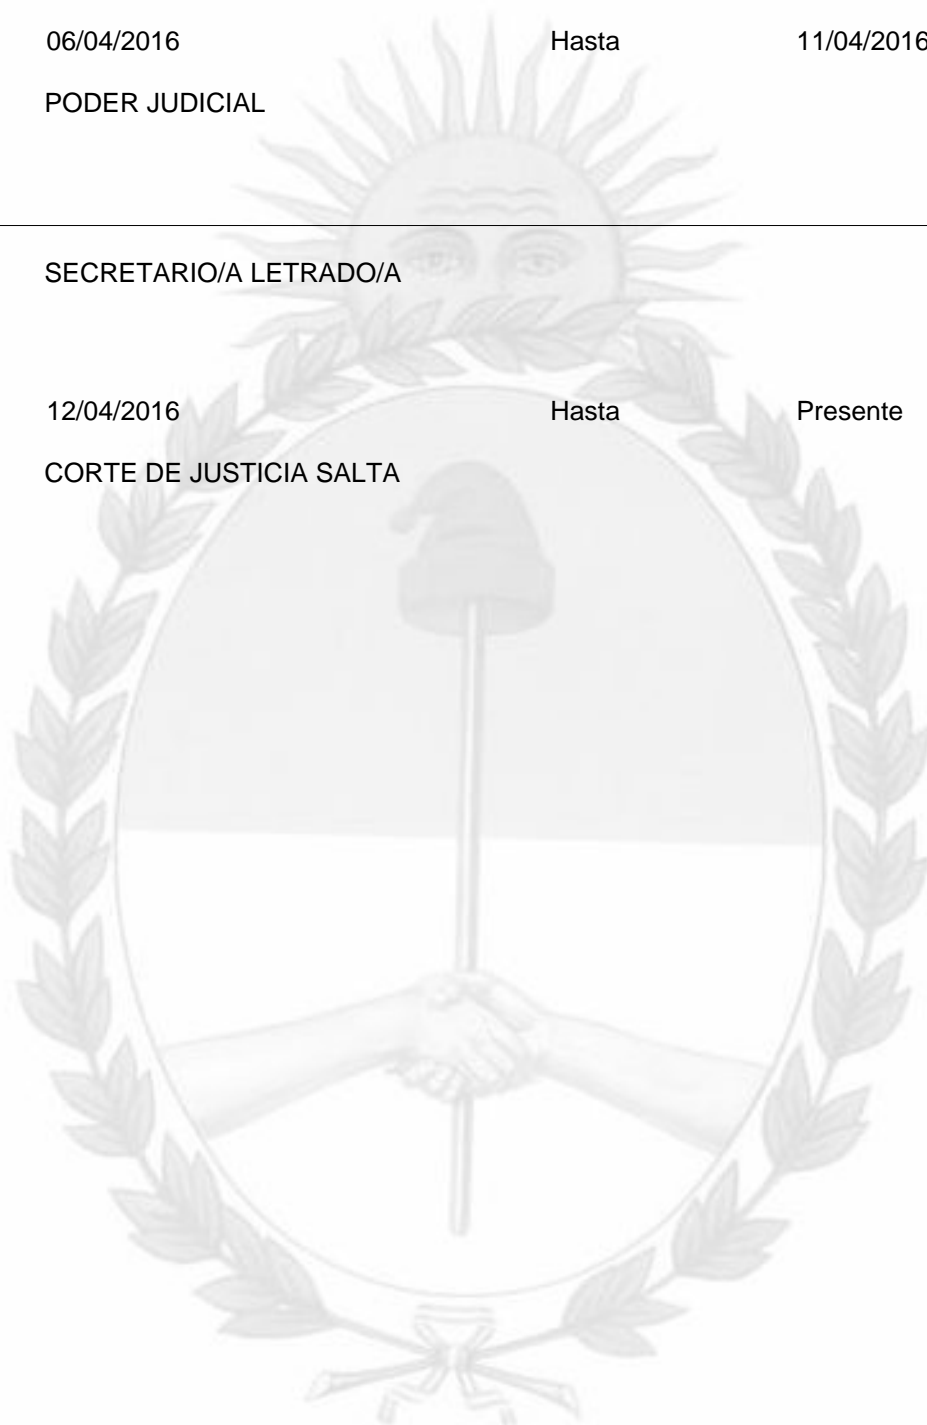 06/04/2016 Hasta 11/04/2016
PODER JUDICIAL
SECRETARIO/A LETRADO/A
12/04/2016 Hasta Presente
CORTE DE JUSTICIA SALTA